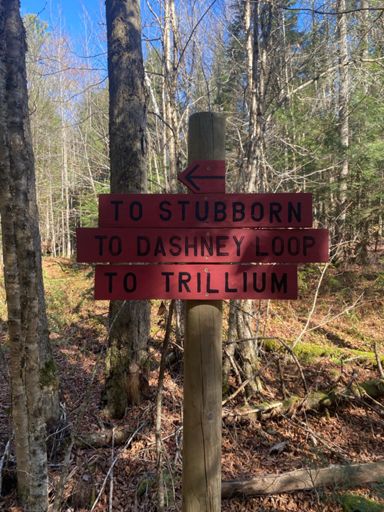 TO STUBBORN
TO DASHNEY LOOP
TO TRILLIUM